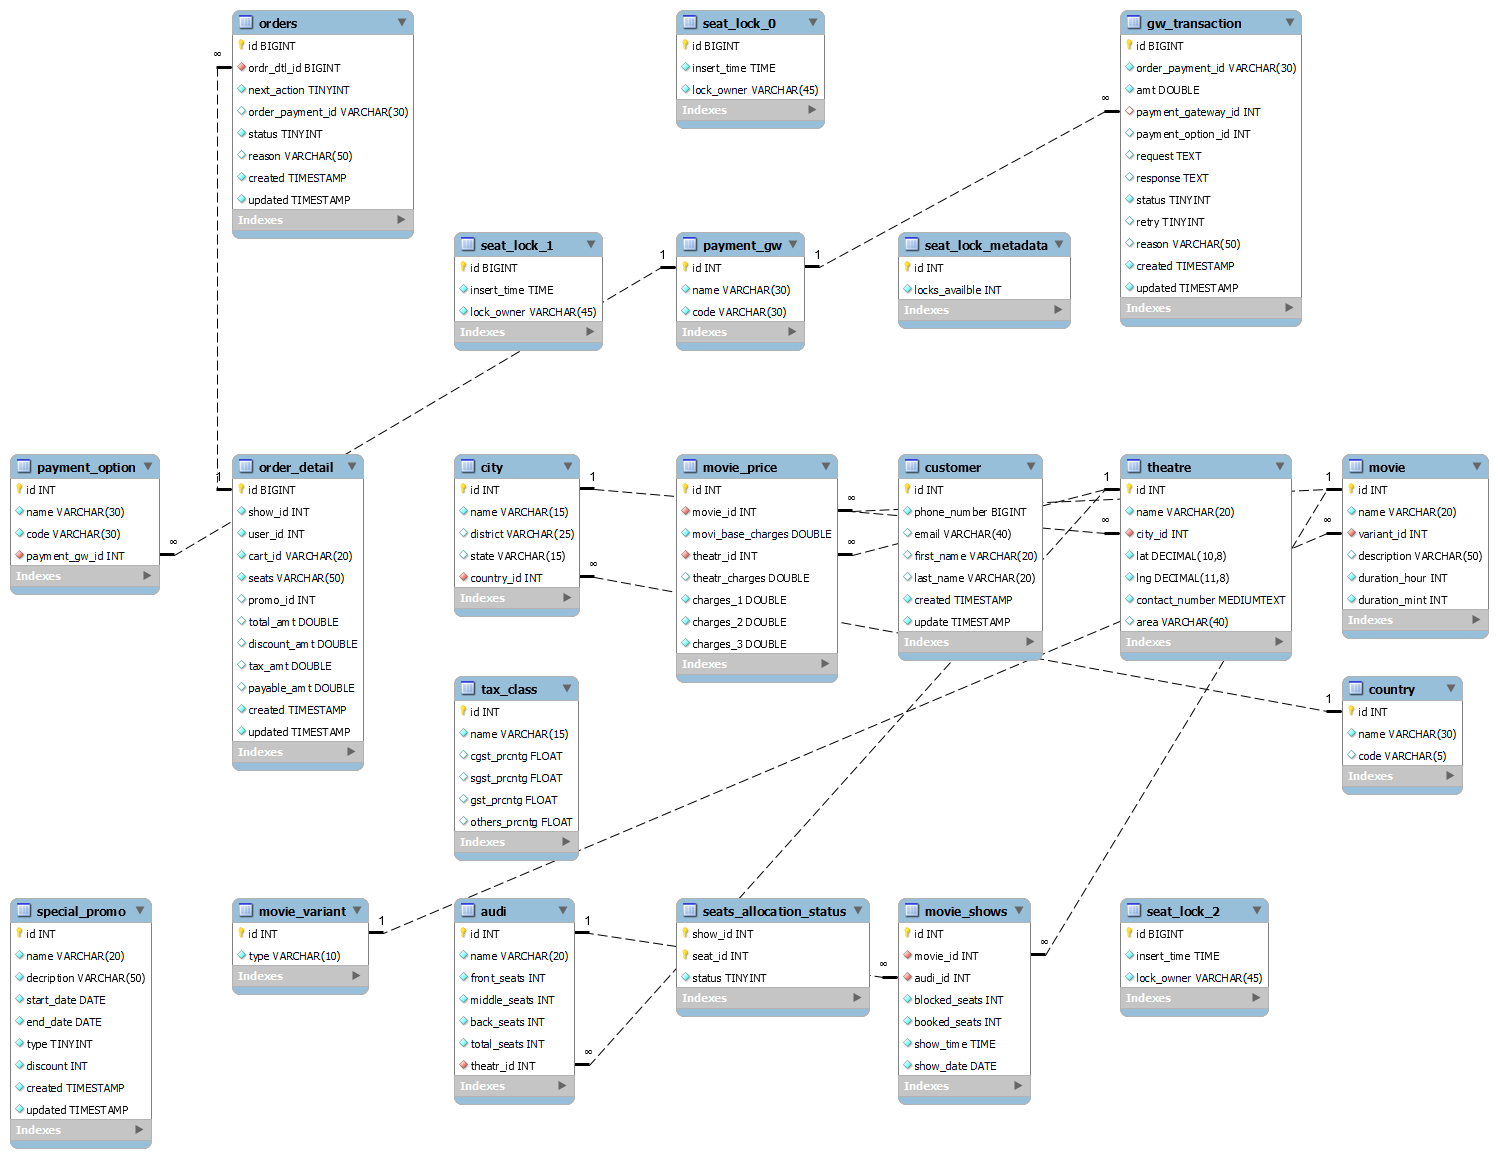 orders
id BIGINT
ordr_dtl_id BIGINT
next_action TINYINT
order_payment_id VARCHAR(30)
status TINYINT
reason VARCHAR(50)
created TIMESTAMP
updated TIMESTAMP
Indexes
∞
1
seat_lock_0
id BIGINT
insert_time TIME
lock_owner VARCHAR(45)
Indexes
gw_transaction
id BIGINT
order_payment_id VARCHAR(30)
amt DOUBLE
payment_gateway_id INT
payment_option_id INT
request TEXT
response TEXT
status TINYINT
retry TINYINT
reason VARCHAR(50)
created TIMESTAMP
updated TIMESTAMP
Indexes
∞
seat_lock_1
id BIGINT
insert_time TIME
lock_owner VARCHAR(45)
Indexes
1
payment_gw
id INT
name VARCHAR(30)
code VARCHAR(30)
Indexes
1
seat_lock_metadata
id INT
locks_availble INT
Indexes
payment_option
id INT
name VARCHAR(30)
code VARCHAR(30)
payment_gw_id INT
Indexes
∞
order_detail
id BIGINT
show_id INT
user_id INT
cart_id VARCHAR(20)
seats VARCHAR(50)
promo_id INT
total_amt DOUBLE
discount_amt DOUBLE
tax_amt DOUBLE
payable_amt DOUBLE
created TIMESTAMP
updated TIMESTAMP
Indexes
city
id INT
name VARCHAR(15)
district VARCHAR(25)
state VARCHAR(15)
country_id INT
Indexes
1
∞
movie_price
id INT
movie_id INT
movi_base_charges DOUBLE
theatr_id INT
theatr_charges DOUBLE
charges_1 DOUBLE
charges_2 DOUBLE
charges_3 DOUBLE
Indexes
∞
∞
customer
id INT
phone_number BIGINT
email VARCHAR(40)
first_name VARCHAR(20)
last_name VARCHAR(20)
created TIMESTAMP
update TIMESTAMP
Indexes
1
∞
theatre
id INT
name VARCHAR(20)
city_id INT
lat DECIMAL(10,8)
lng DECIMAL(11,8)
contact_number MEDIUMTEXT
area VARCHAR(40)
Indexes
1
∞
movie
id INT
name VARCHAR(20)
variant_id INT
description VARCHAR(50)
duration_hour INT
duration_mint INT
Indexes
tax_class
id INT
name VARCHAR(15)
cgst_prcntg FLOAT
sgst_prcntg FLOAT
gst_prcntg FLOAT
others_prcntg FLOAT
Indexes
1
country
id INT
name VARCHAR(30)
code VARCHAR(5)
Indexes
special_promo
id INT
name VARCHAR(20)
decription VARCHAR(50)
start_date DATE
end_date DATE
type TINYINT
discount INT
created TIMESTAMP
updated TIMESTAMP
Indexes
movie_variant
id INT
type VARCHAR(10)
Indexes
1
audi
id INT
name VARCHAR(20)
front_seats INT
middle_seats INT
back_seats INT
total_seats INT
theatr_id INT
Indexes
1
∞
seats_allocation_status
show_id INT
seat_id INT
status TINYINT
Indexes
∞
movie_shows
id INT
movie_id INT
audi_id INT
blocked_seats INT
booked_seats INT
show_time TIME
show_date DATE
Indexes
∞
seat_lock_2
id BIGINT
insert_time TIME
lock_owner VARCHAR(45)
Indexes